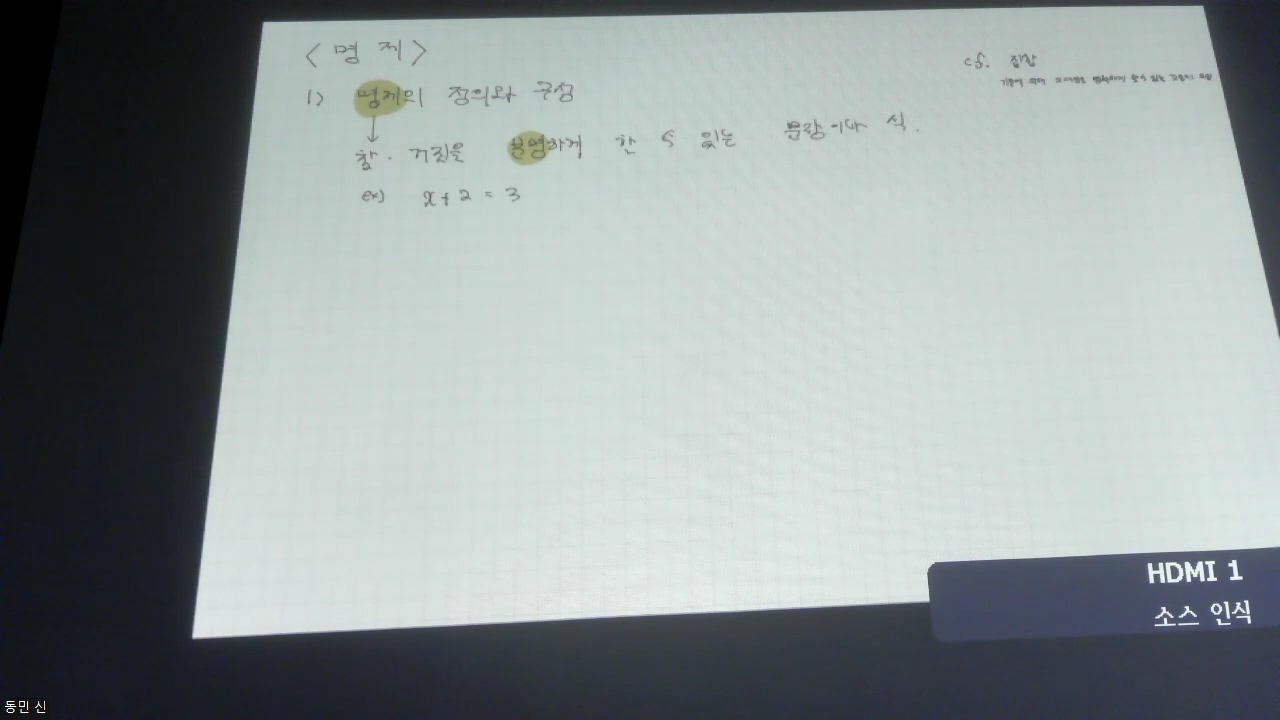 < 명 제 >
cf. 집합
1) 명제의 정의와 구성
참 · 거짓을 분명하게 한 수 있는 문장이나 식.
ex) x + 2 = 3
HDMI 1
소스 인식
동민 신